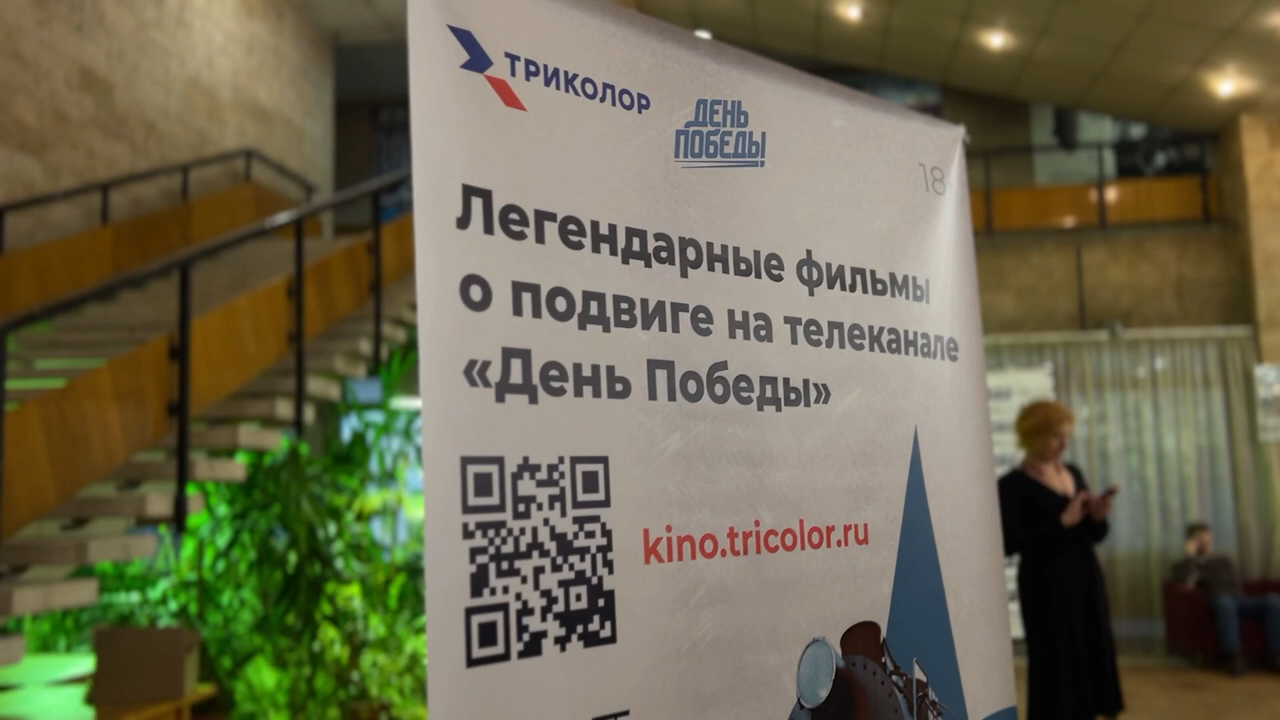 ТРИКОЛОР
ДЕНЬ
ПОБЕДЫ!
18
Легендарные фильмы
о подвиге на телеканале
«День Победы»
kino.tricolor.ru